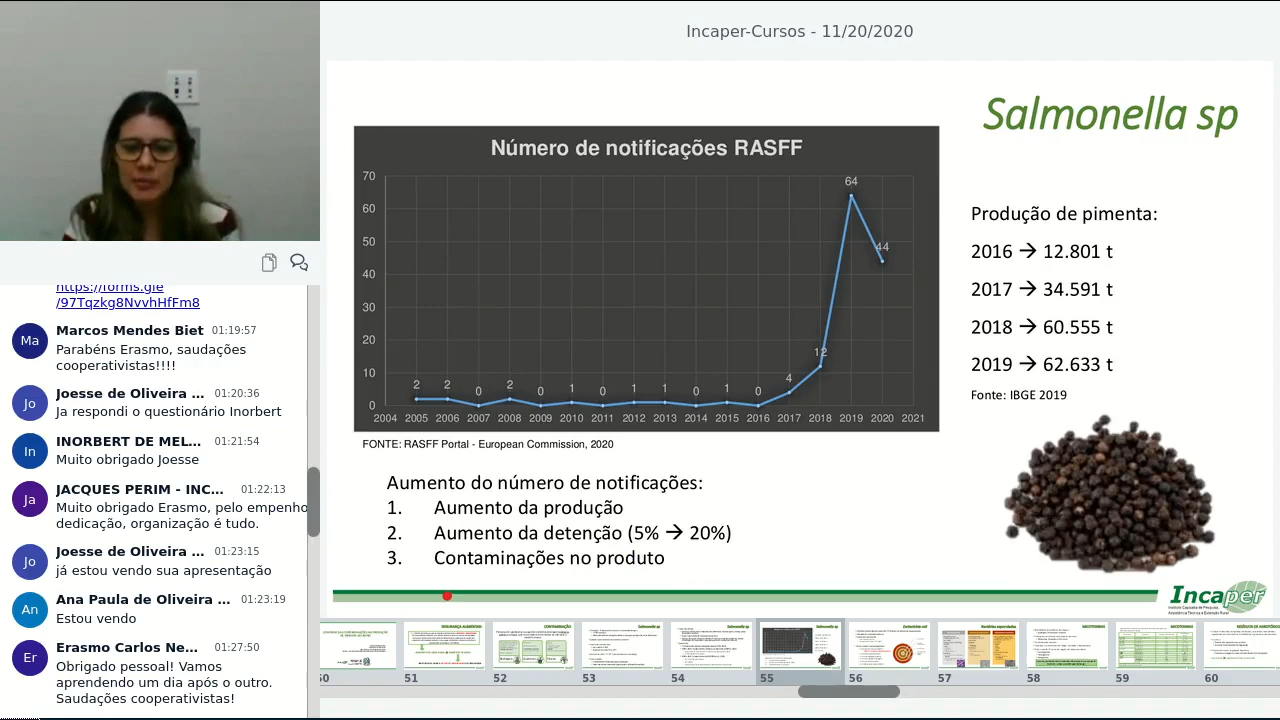 Incaper-Cursos - 11/20/2020
https://forms.gle
/97Tqzkg8NvvhHfFm8
Ma
Marcos Mendes Biet 01:19:57
Parabéns Erasmo, saudações
cooperativistas!!!!
Jo
Joesse de Oliveira ... 01:20:36
Ja respondi o questionário Inorbert
In
INORBERT DE MEL... 01:21:54
Muito obrigado Joesse
Ja
JACQUES PERIM - INC... 01:22:13
Muito obrigado Erasmo, pelo empenho
dedicação, organização é tudo.
Jo
Joesse de Oliveira ... 01:23:15
já estou vendo sua apresentação
An
Ana Paula de Oliveira ... 01:23:19
Estou vendo
Er
Erasmo Carlos Ne... 01:27:50
Obrigado pessoal! Vamos
aprendendo um dia após o outro.
Saudações cooperativistas!
Salmonella sp
Número de notificações RASFF
70
60
50
40
30
20
10
0
2 2 0 2 0 1 0 1 1 0 1 0 4 12 64 44
2004 2005 2006 2007 2008 2009 2010 2011 2012 2013 2014 2015 2016 2017 2018 2019 2020 2021
FONTE: RASFF Portal - European Commission, 2020
Produção de pimenta:
2016 → 12.801 t
2017 → 34.591 t
2018 → 60.555 t
2019 → 62.633 t
Fonte: IBGE 2019
Aumento do número de notificações:
1. Aumento da produção
2. Aumento da detenção (5% → 20%)
3. Contaminações no produto
Incaper
Instituto Capixaba de Pesquisa,
Assistência Técnica e Extensão Rural
50 51 52 53 54 55 56 57 58 59 60